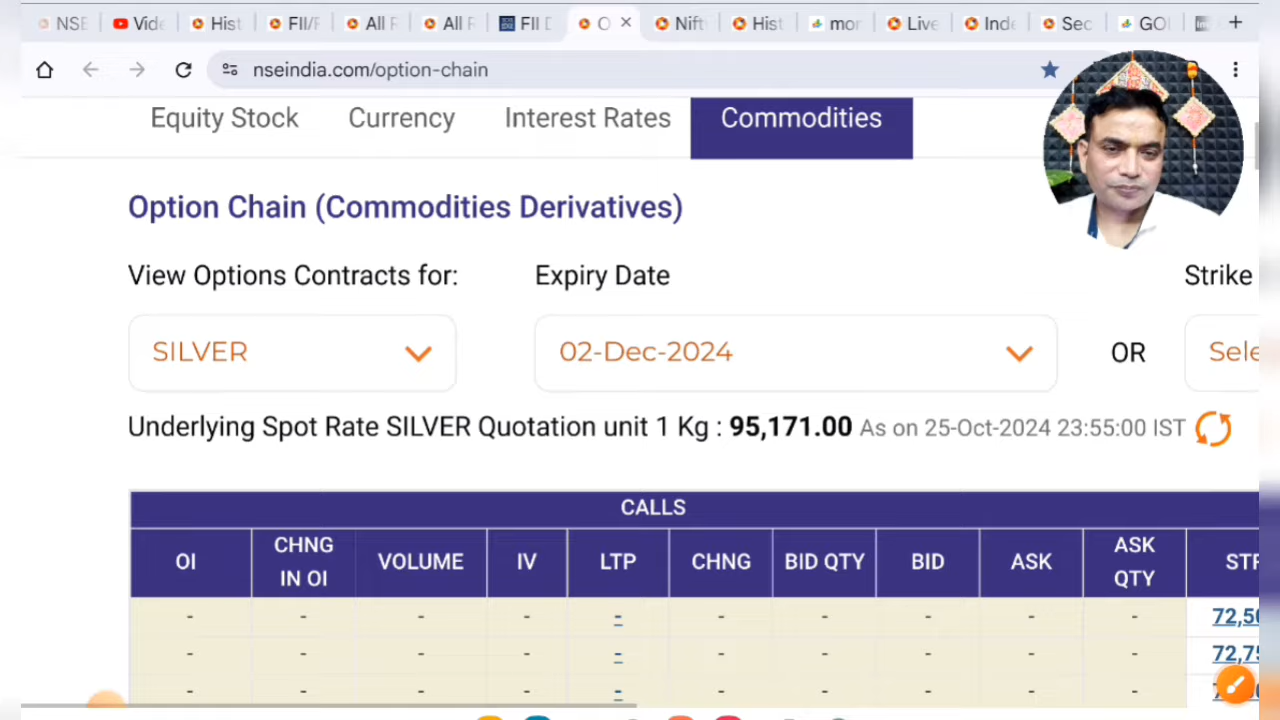 NSE Vide Hist FII/F All R All R FII D O Nift Hist mor Live Inde Sec GO
nseindia.com/option-chain
Equity Stock Currency Interest Rates Commodities
Option Chain (Commodities Derivatives)
View Options Contracts for: Expiry Date Strike
SILVER 02-Dec-2024 OR Sele
Underlying Spot Rate SILVER Quotation unit 1 Kg : 95,171.00 As on 25-Oct-2024 23:55:00 IST
CALLS
OI CHNG IN OI VOLUME IV LTP CHNG BID QTY BID ASK ASK QTY STR
- - - - - - - - - - 72,50
- - - - - - - - - - 72,75
- - - - - - - - - -